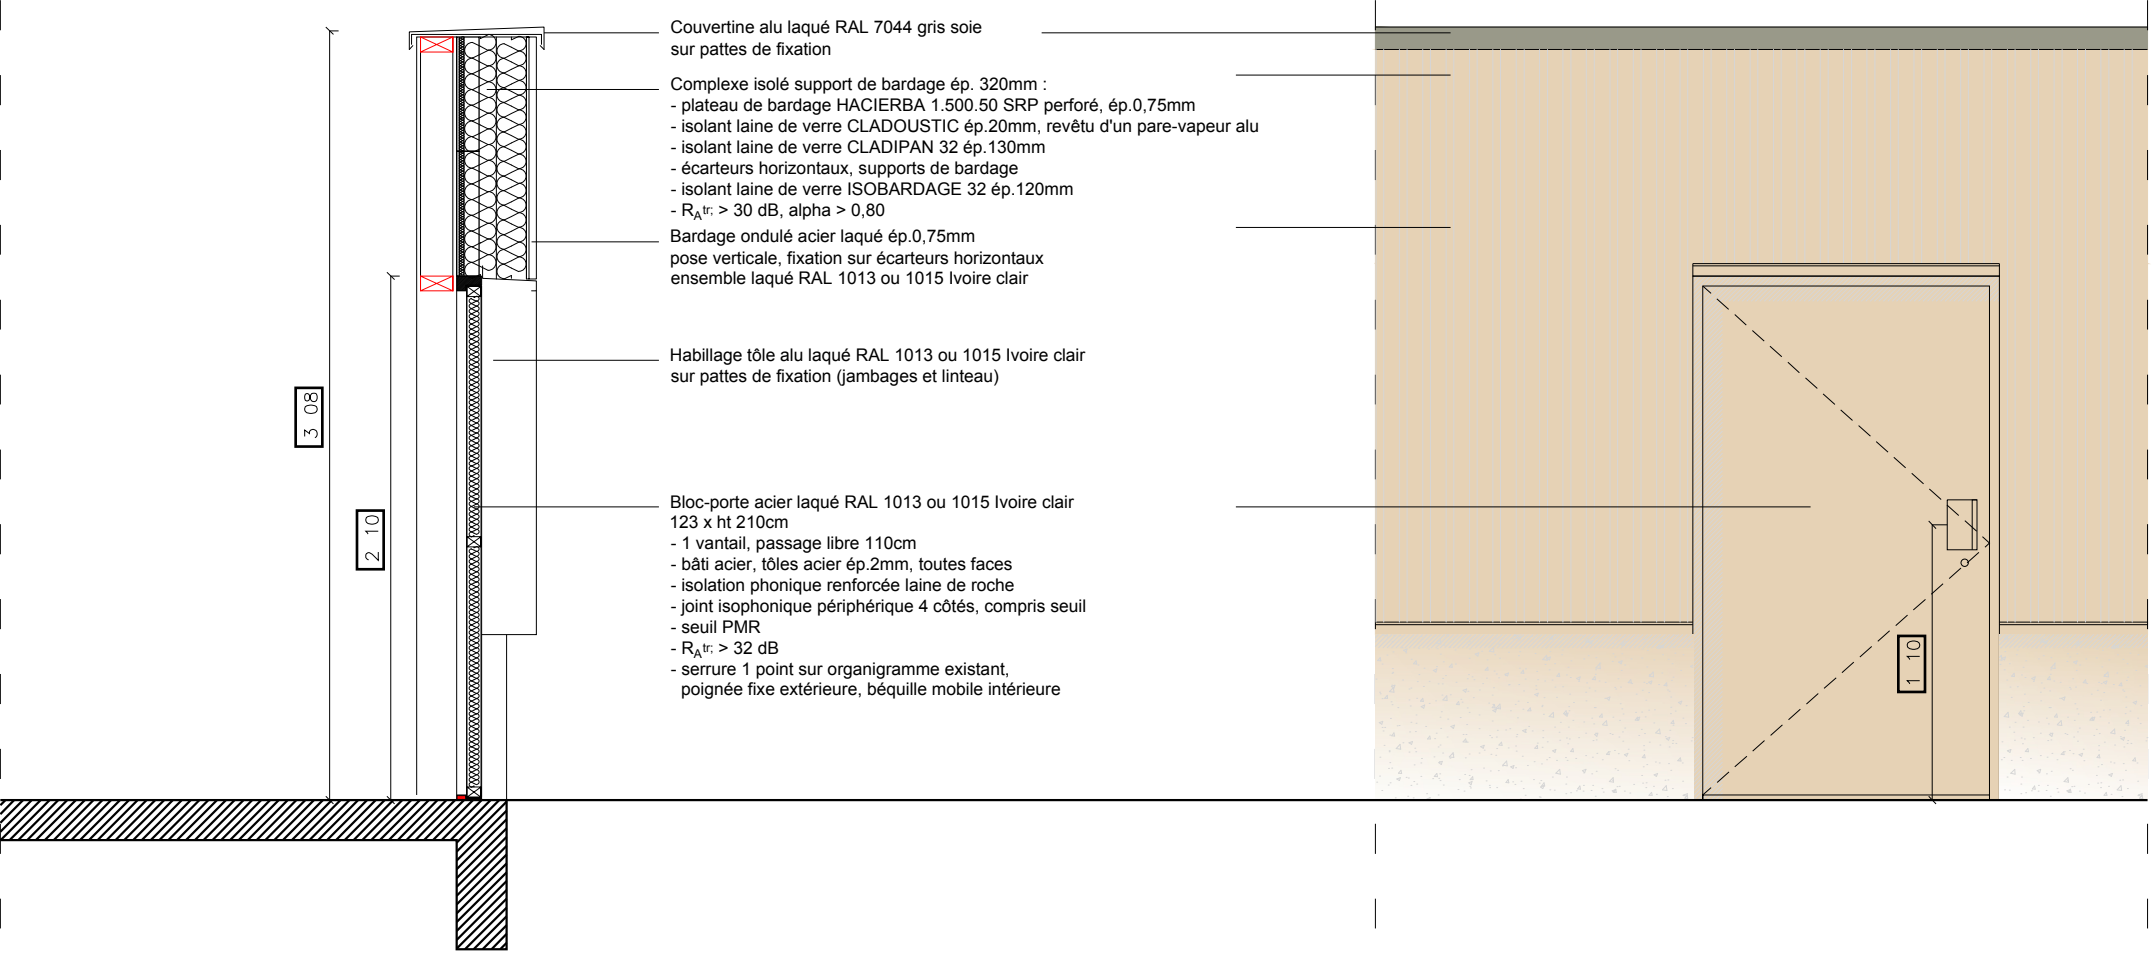 Couvertine alu laqué RAL 7044 gris soie
sur pattes de fixation
Complexe isolé support de bardage ép. 320mm :
- plateau de bardage HACIERBA 1.500.50 SRP perforé, ép.0,75mm
- isolant laine de verre CLADOUSTIC ép.20mm, revêtu d'un pare-vapeur alu
- isolant laine de verre CLADIPAN 32 ép.130mm
- écarteurs horizontaux, supports de bardage
- isolant laine de verre ISOBARDAGE 32 ép.120mm
- RAtr; > 30 dB, alpha > 0,80
Bardage ondulé acier laqué ép.0,75mm
pose verticale, fixation sur écarteurs horizontaux
ensemble laqué RAL 1013 ou 1015 Ivoire clair
Habillage tôle alu laqué RAL 1013 ou 1015 Ivoire clair
sur pattes de fixation (jambages et linteau)
3 08
2 10
Bloc-porte acier laqué RAL 1013 ou 1015 Ivoire clair
123 x ht 210cm
- 1 vantail, passage libre 110cm
- bâti acier, tôles acier ép.2mm, toutes faces
- isolation phonique renforcée laine de roche
- joint isophonique périphérique 4 côtés, compris seuil
- seuil PMR
- RAtr; > 32 dB
- serrure 1 point sur organigramme existant,
poignée fixe extérieure, béquille mobile intérieure
1 10